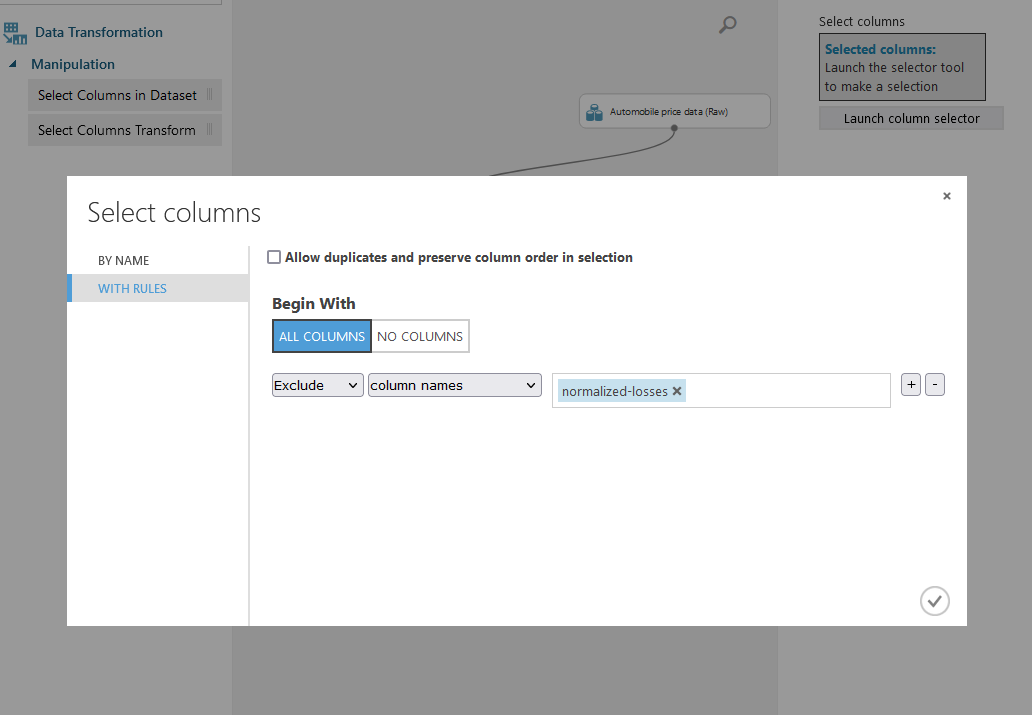 Data Transformation
Manipulation
Select Columns in Dataset
Select Columns Transform
Automobile price data (Raw)
Select columns
Selected columns:
Launch the selector tool
to make a selection
Launch column selector
Select columns
BY NAME
WITH RULES
Allow duplicates and preserve column order in selection
Begin With
ALL COLUMNS NO COLUMNS
Exclude column names normalized-losses + -